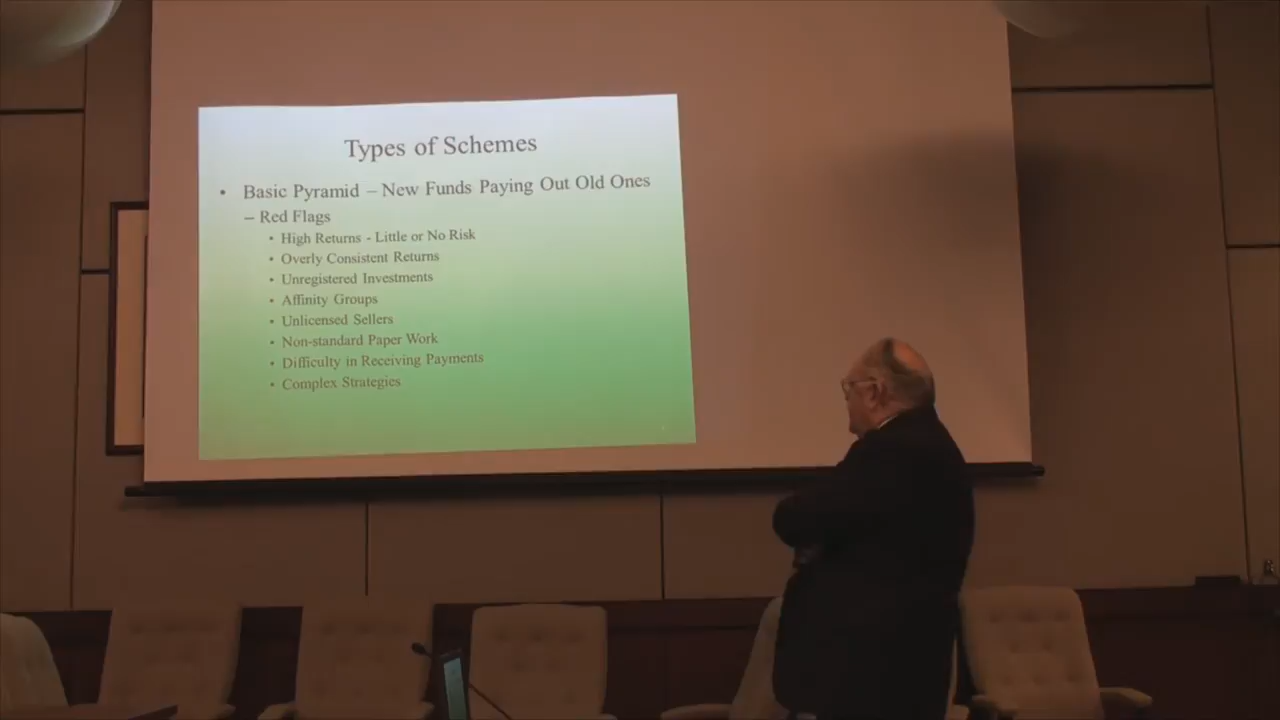 Types of Schemes
• Basic Pyramid – New Funds Paying Out Old Ones
– Red Flags
• High Returns - Little or No Risk
• Overly Consistent Returns
• Unregistered Investments
• Affinity Groups
• Unlicensed Sellers
• Non-standard Paper Work
• Difficulty in Receiving Payments
• Complex Strategies